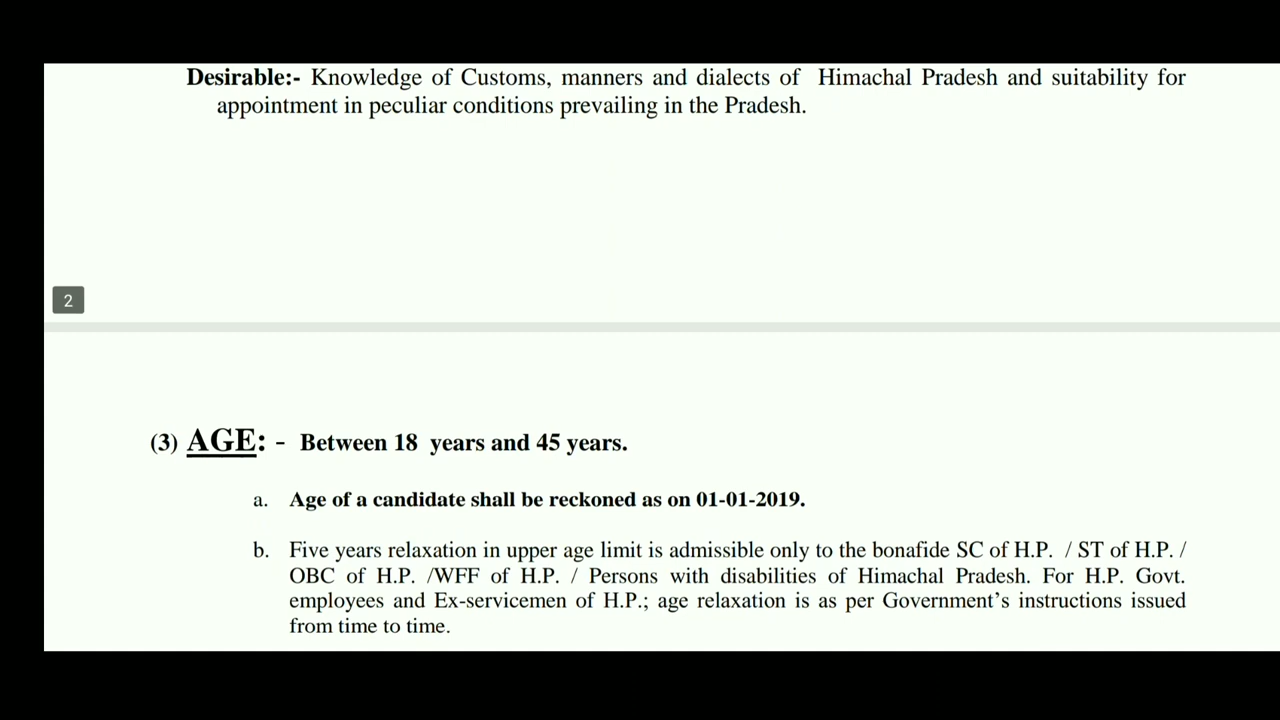 Desirable:- Knowledge of Customs, manners and dialects of Himachal Pradesh and suitability for
appointment in peculiar conditions prevailing in the Pradesh.
2
(3) AGE: - Between 18 years and 45 years.
a. Age of a candidate shall be reckoned as on 01-01-2019.
b. Five years relaxation in upper age limit is admissible only to the bonafide SC of H.P. / ST of H.P. /
OBC of H.P. /WFF of H.P. / Persons with disabilities of Himachal Pradesh. For H.P. Govt.
employees and Ex-servicemen of H.P.; age relaxation is as per Government's instructions issued
from time to time.